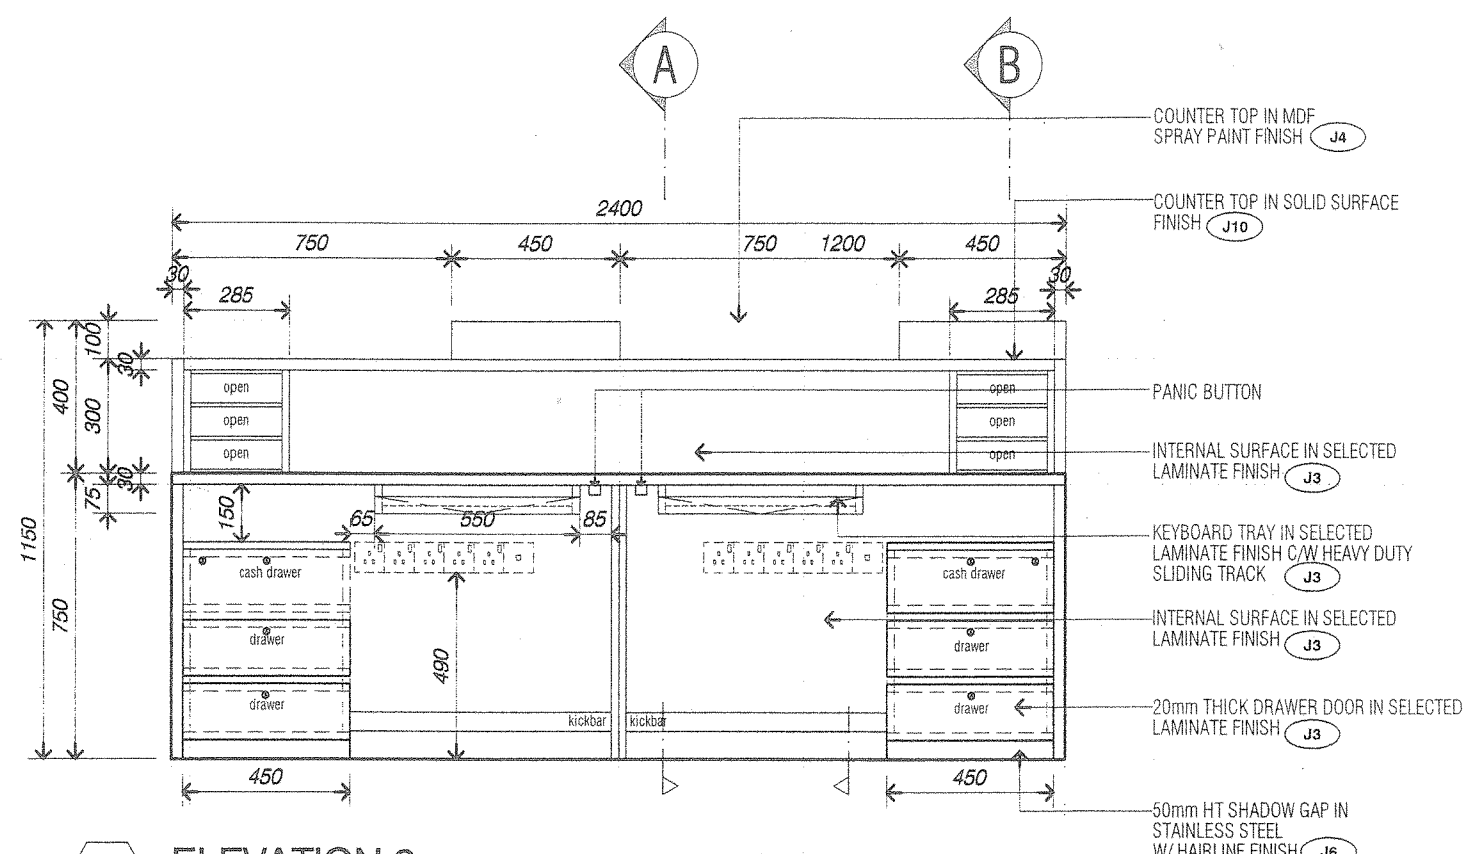 A
B
COUNTER TOP IN MDF
SPRAY PAINT FINISH J4
2400
COUNTER TOP IN SOLID SURFACE
FINISH J10
750 450 750 1200 450
30 30
285 285
100
30
400
300
30
75
1150
750
open open
open open
open open
PANIC BUTTON
INTERNAL SURFACE IN SELECTED
LAMINATE FINISH J3
150
65 550 85
KEYBOARD TRAY IN SELECTED
LAMINATE FINISH C/W HEAVY DUTY
SLIDING TRACK J3
cash drawer cash drawer
INTERNAL SURFACE IN SELECTED
LAMINATE FINISH J3
drawer drawer
490
drawer drawer
kickbar kickbar
20mm THICK DRAWER DOOR IN SELECTED
LAMINATE FINISH J3
450 450
50mm HT SHADOW GAP IN
STAINLESS STEEL
W/ HAIRLINE FINISH J6
ELEVATION